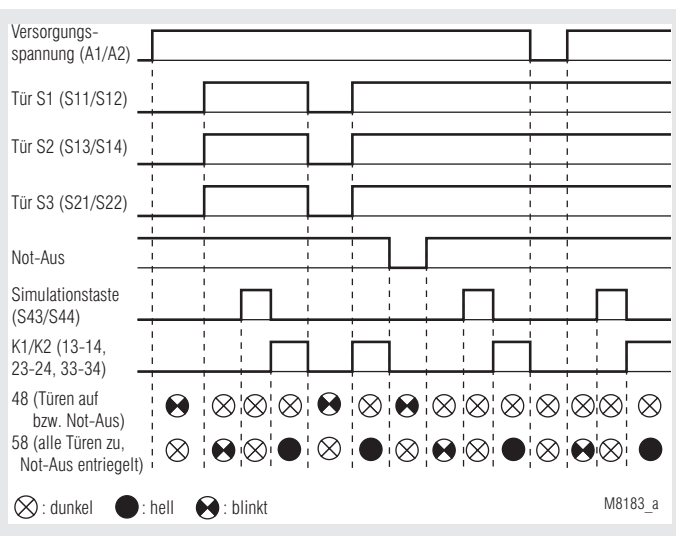 Versorgungs-
spannung (A1/A2)
Tür S1 (S11/S12)
Tür S2 (S13/S14)
Tür S3 (S21/S22)
Not-Aus
Simulationstaste
(S43/S44)
K1/K2 (13-14,
23-24, 33-34)
48 (Türen auf
bzw. Not-Aus)
58 (alle Türen zu,
Not-Aus entriegelt)
: dunkel : hell : blinkt
M8183_a